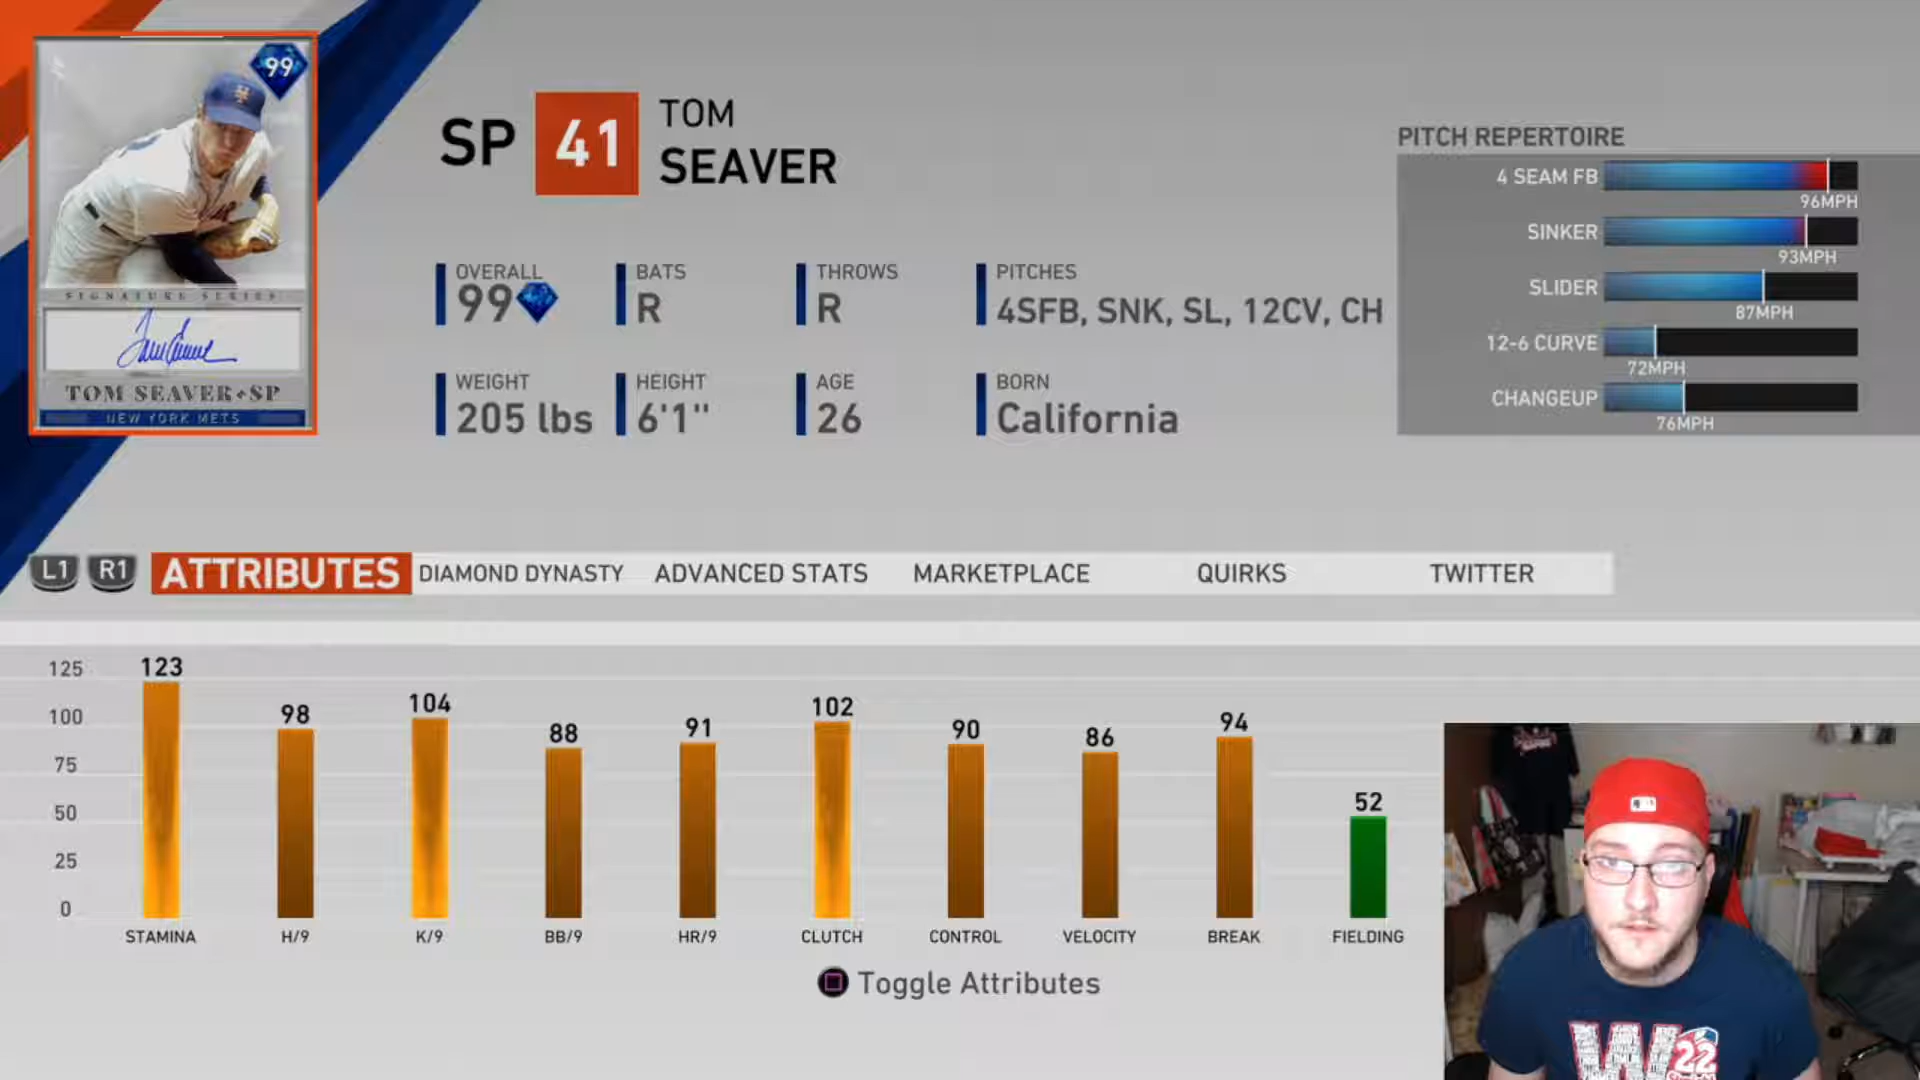 99
SIGNATURE SERIES
TOM SEAVER SP
NEW YORK METS
SP 41 TOM
SEAVER
OVERALL BATS THROWS PITCHES
99 R R 4SFB, SNK, SL, 12CV, CH
WEIGHT HEIGHT AGE BORN
205 lbs 6'1" 26 California
PITCH REPERTOIRE
4 SEAM FB
96MPH
SINKER
93MPH
SLIDER
87MPH
12-6 CURVE
72MPH
CHANGEUP
76MPH
L1 R1 ATTRIBUTES DIAMOND DYNASTY ADVANCED STATS MARKETPLACE QUIRKS TWITTER
125
100
75
50
25
0
123 98 104 88 91 102 90 86 94 52
STAMINA H/9 K/9 BB/9 HR/9 CLUTCH CONTROL VELOCITY BREAK FIELDING
Toggle Attributes
W 22